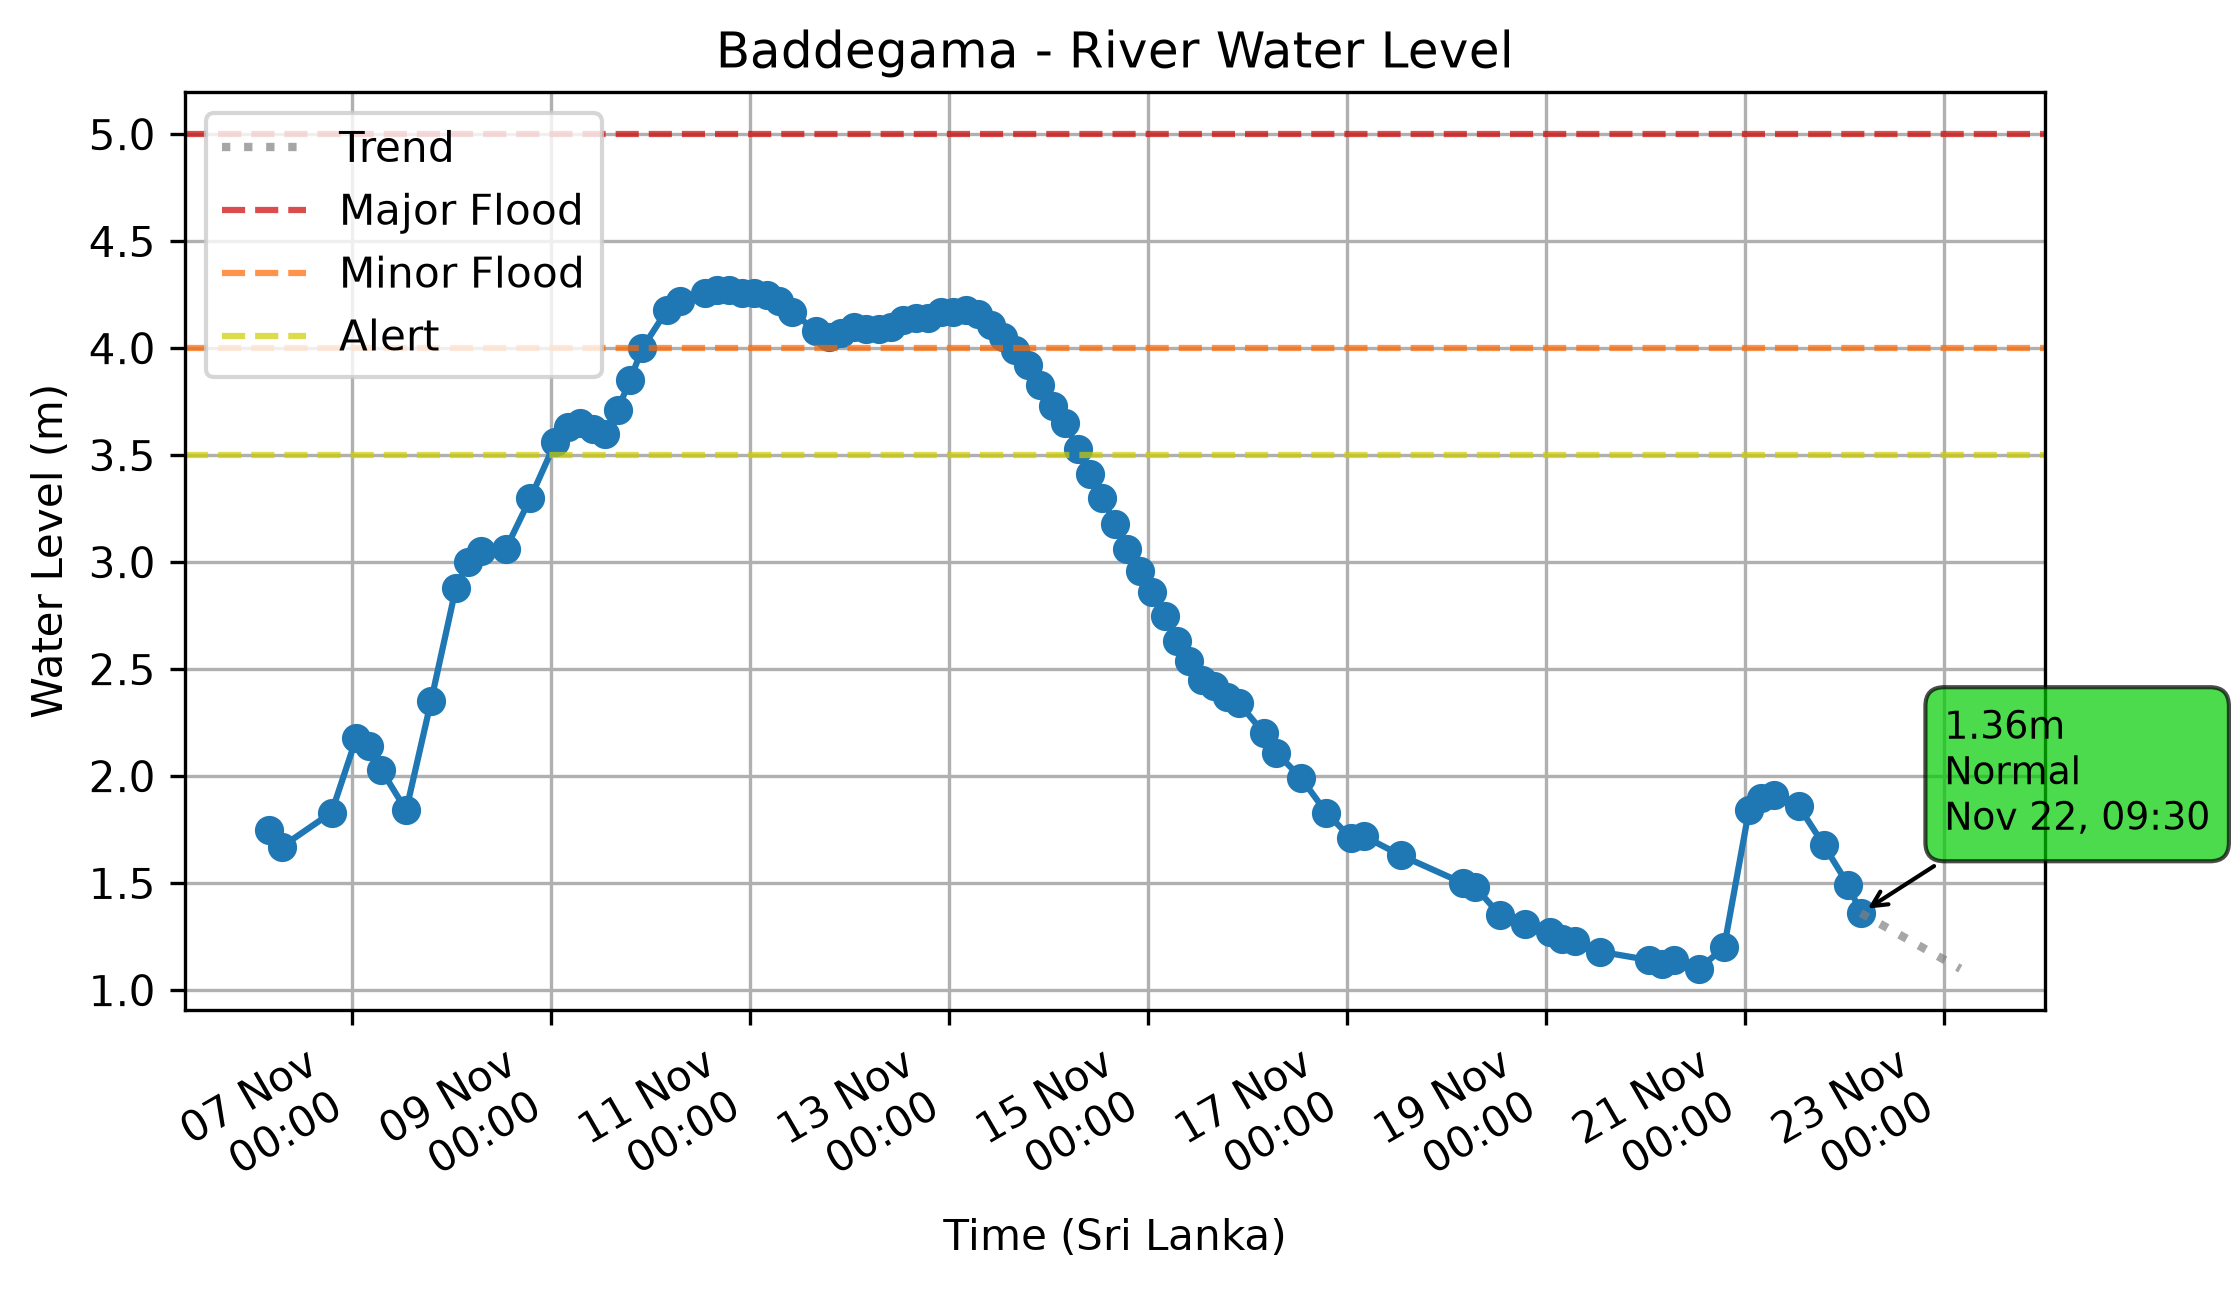 Baddegama - River Water Level
Trend
Major Flood
Minor Flood
Alert
5.0
4.5
4.0
3.5
3.0
2.5
2.0
1.5
1.0
Water Level (m)
1.36m
Normal
Nov 22, 09:30
07 Nov
00:00
09 Nov
00:00
11 Nov
00:00
13 Nov
00:00
15 Nov
00:00
17 Nov
00:00
19 Nov
00:00
21 Nov
00:00
23 Nov
00:00
Time (Sri Lanka)